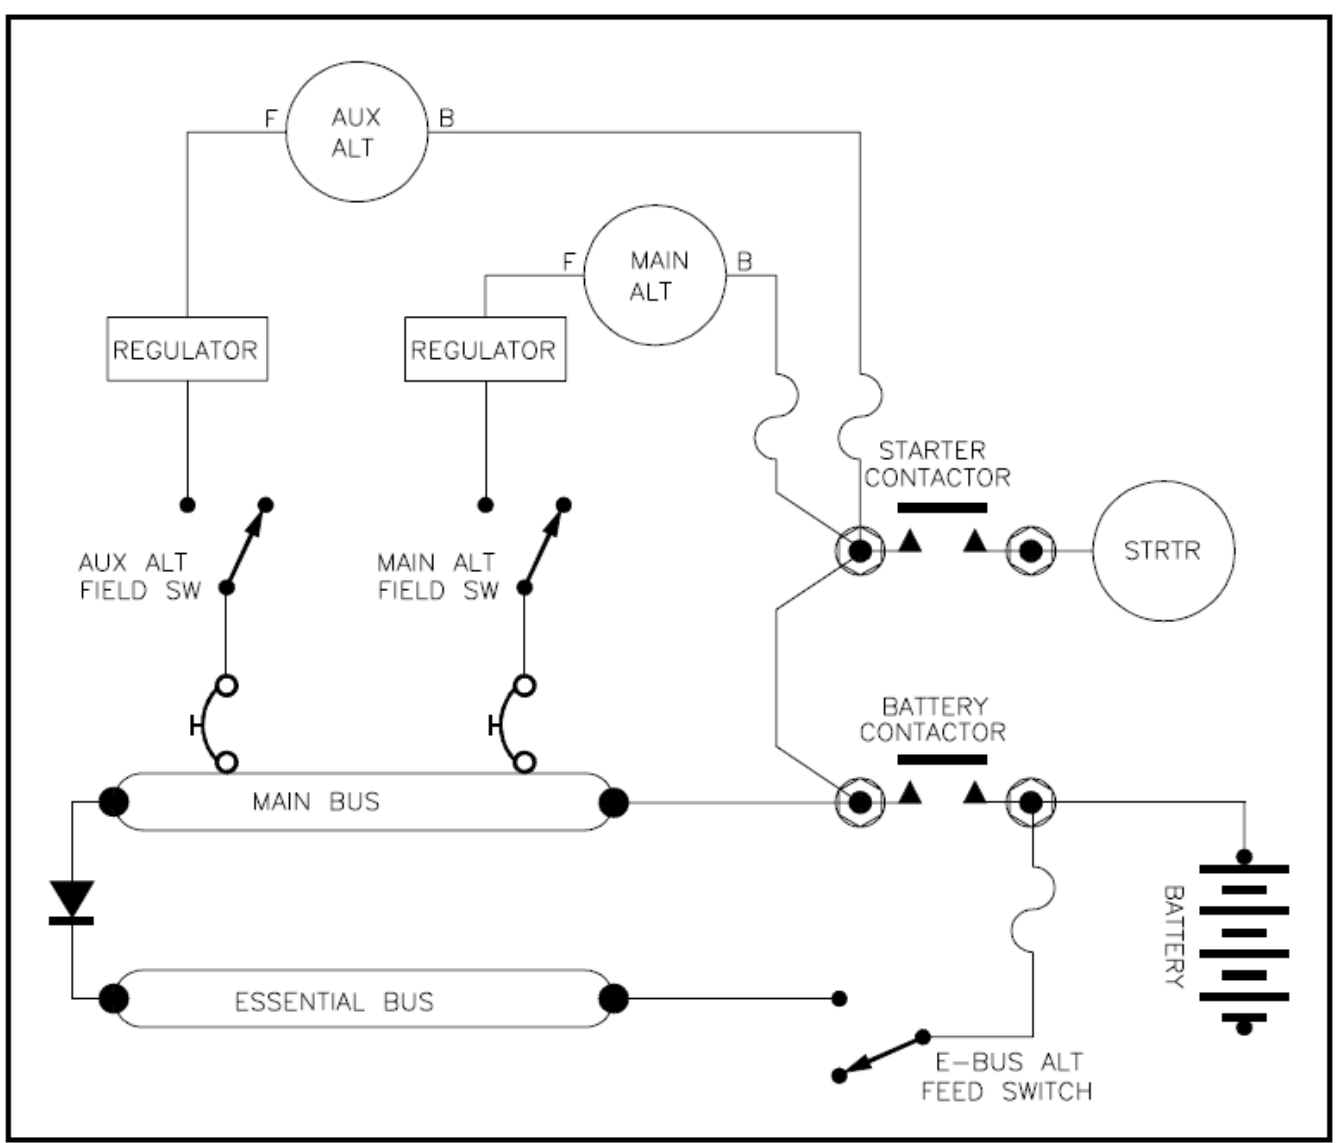 F
AUX
ALT
B
F
MAIN
ALT
B
REGULATOR
REGULATOR
STARTER
CONTACTOR
STRTR
AUX ALT
FIELD SW
MAIN ALT
FIELD SW
BATTERY
CONTACTOR
MAIN BUS
BATTERY
ESSENTIAL BUS
E-BUS ALT
FEED SWITCH